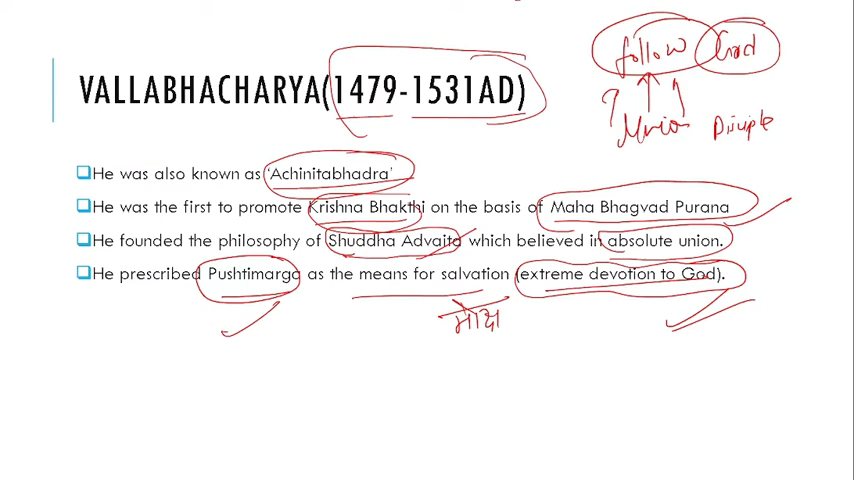 follow God
Union Disciple
VALLABHACHARYA(1479-1531AD)
He was also known as 'Achinitabhadra'
He was the first to promote Krishna Bhakthi on the basis of Maha Bhagvad Purana
He founded the philosophy of Shuddha Advaita which believed in absolute union.
He prescribed Pushtimarga as the means for salvation (extreme devotion to God).
मोक्ष